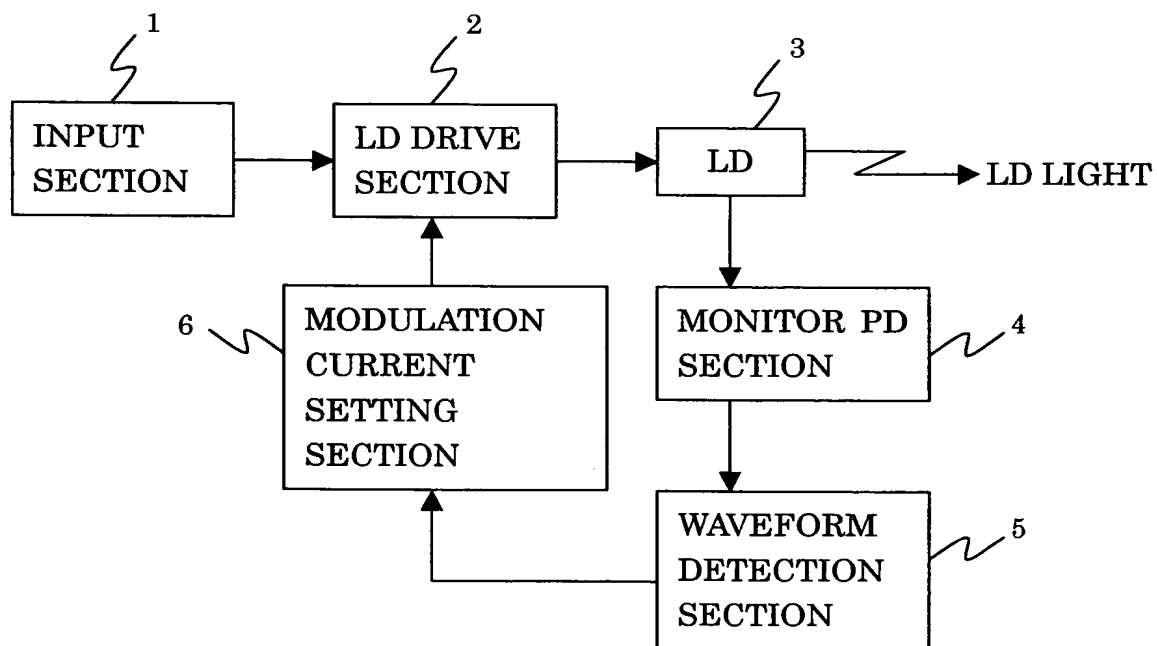 1
2
3
INPUT
SECTION
LD DRIVE
SECTION
LD
LD LIGHT
6
MODULATION
CURRENT
SETTING
SECTION
MONITOR PD
SECTION
4
WAVEFORM
DETECTION
SECTION
5